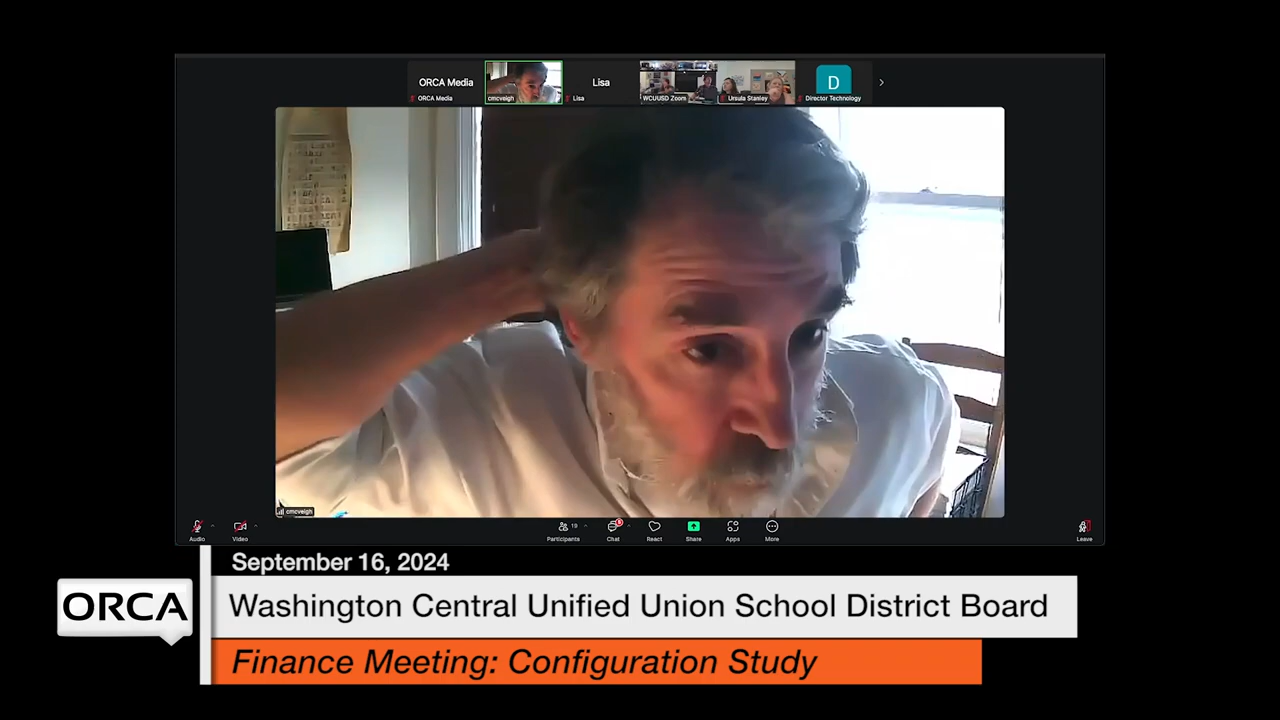 ORCA Media
Lisa
D
ORCA Media
cmcveigh
Lisa
WCUUSD Zoom
Ursula Stanley
Director Technology
cmcveigh
Audio
Video
19
Participants
Chat
React
Share
Apps
More
Leave
September 16, 2024
ORCA
Washington Central Unified Union School District Board
Finance Meeting: Configuration Study